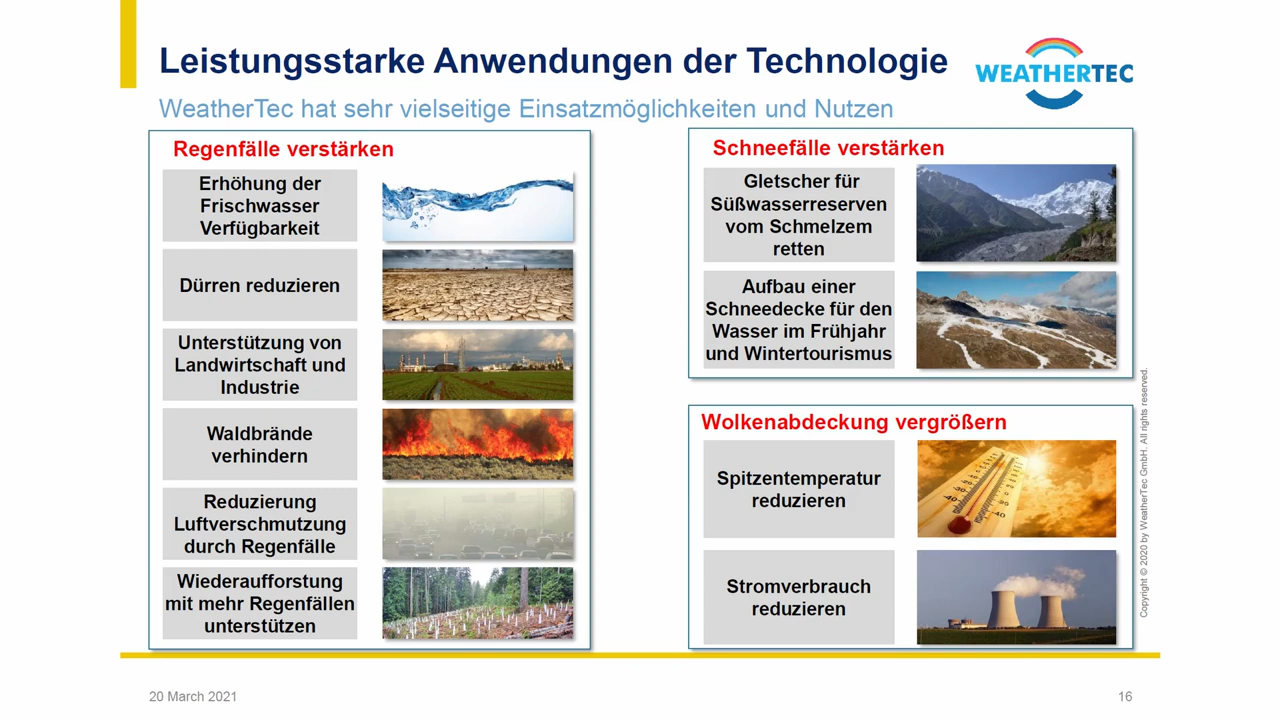 Leistungsstarke Anwendungen der Technologie
WEATHERTEC
WeatherTec hat sehr vielseitige Einsatzmöglichkeiten und Nutzen
Regenfälle verstärken
Erhöhung der
Frischwasser
Verfügbarkeit
Dürren reduzieren
Unterstützung von
Landwirtschaft und
Industrie
Waldbrände
verhindern
Reduzierung
Luftverschmutzung
durch Regenfälle
Wiederaufforstung
mit mehr Regenfällen
unterstützen
Schneefälle verstärken
Gletscher für
Süßwasserreserven
vom Schmelzem
retten
Aufbau einer
Schneedecke für den
Wasser im Frühjahr
und Wintertourismus
Wolkenabdeckung vergrößern
Spitzentemperatur
reduzieren
Stromverbrauch
reduzieren
Copyright © 2020 by WeatherTec GmbH. All rights reserved.
20 March 2021
16